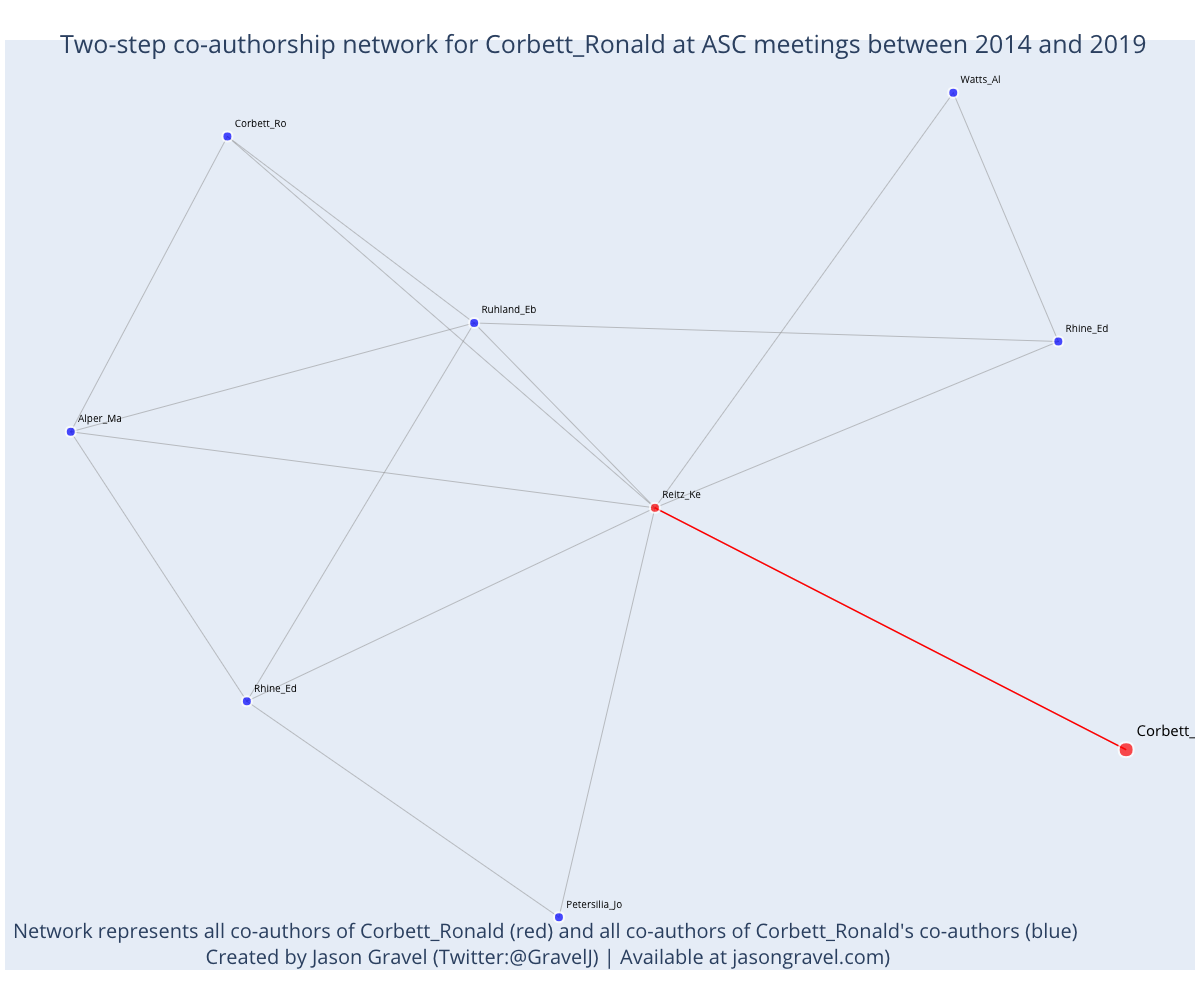 Two-step co-authorship network for Corbett_Ronald at ASC meetings between 2014 and 2019
Watts_Al
Corbett_Ro
Ruhland_Eb
Rhine_Ed
Alper_Ma
Reitz_Ke
Rhine_Ed
Corbett_
Petersilia_Jo
Network represents all co-authors of Corbett_Ronald (red) and all co-authors of Corbett_Ronald's co-authors (blue)
Created by Jason Gravel (Twitter:@GravelJ) | Available at jasongravel.com)